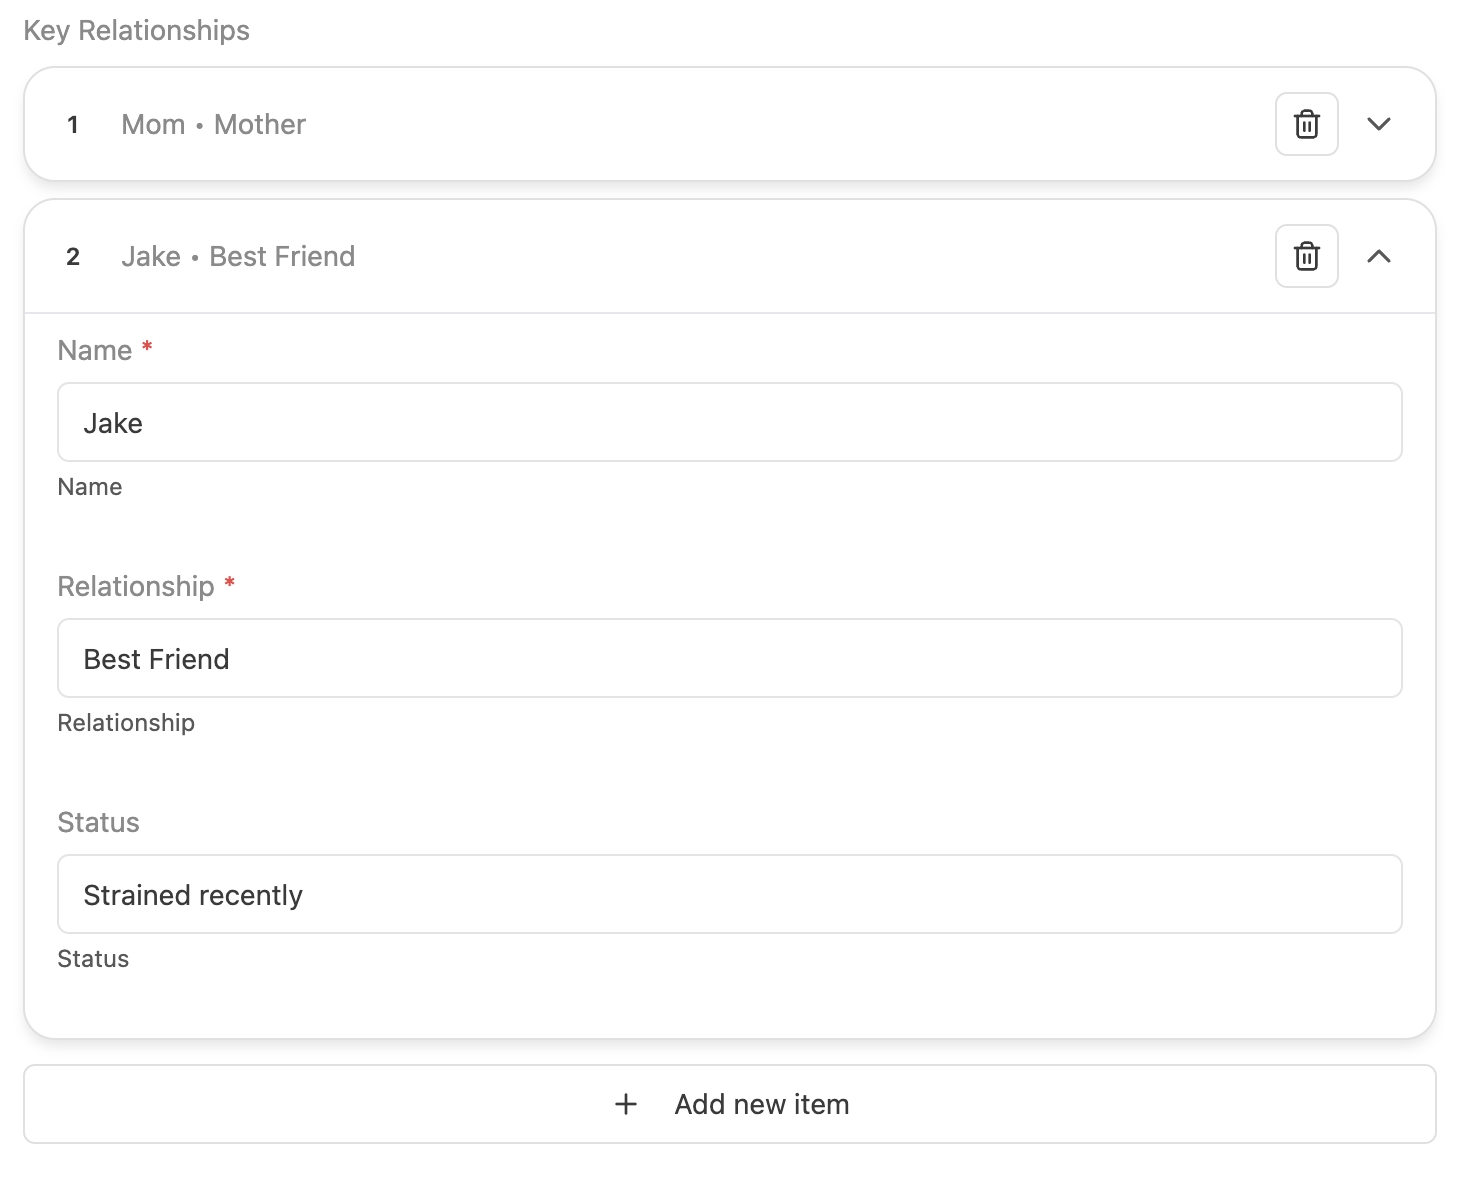 Key Relationships
1 Mom • Mother
2 Jake • Best Friend
Name *
Jake
Name
Relationship *
Best Friend
Relationship
Status
Strained recently
Status
+ Add new item